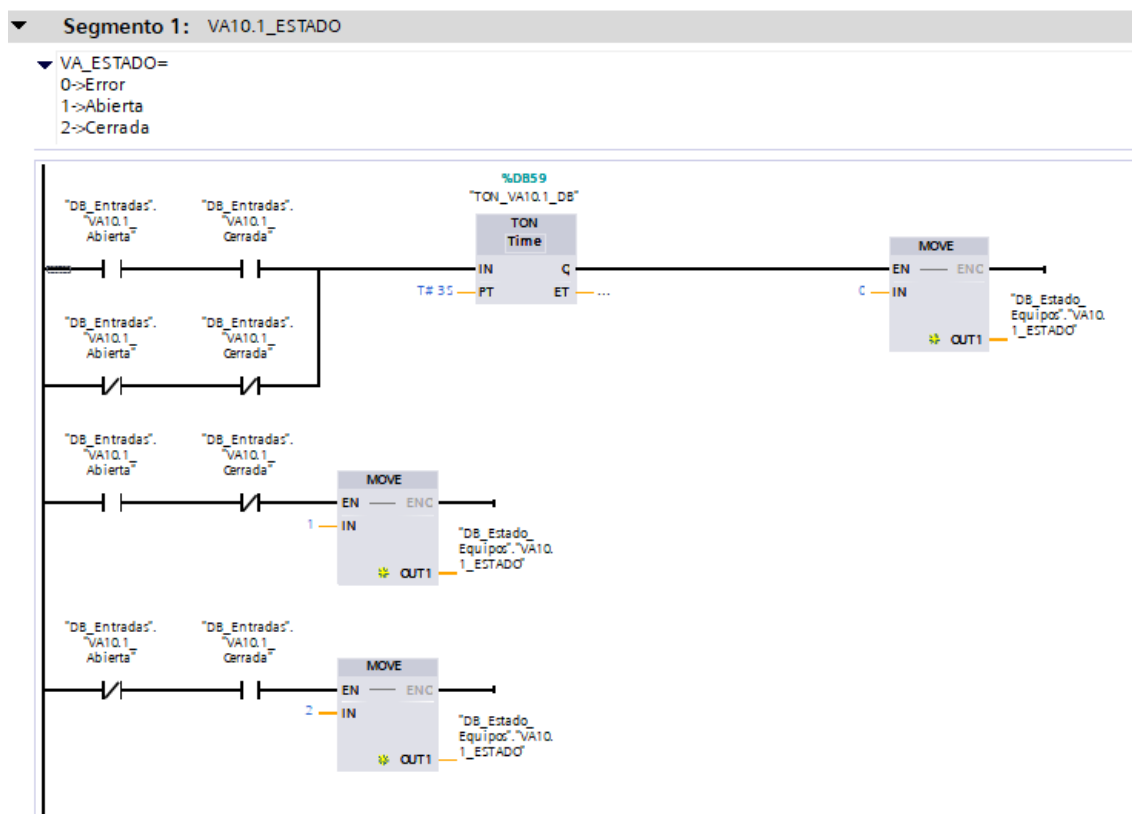 Segmento 1: VA10.1_ESTADO
VA_ESTADO=
0->Error
1->Abierta
2->Cerrada
%DB59
"TON_VA10.1_DB"
"DB_Entradas".
"VA10.1_
Abierta"
"DB_Entradas".
"VA10.1_
Cerrada"
TON
Time
IN
Q
T# 3S
PT
ET
...
MOVE
EN
ENO
0
IN
OUT1
"DB_Estado_
Equipos"."VA10.
1_ESTADO"
"DB_Entradas".
"VA10.1_
Abierta"
"DB_Entradas".
"VA10.1_
Cerrada"
"DB_Entradas".
"VA10.1_
Abierta"
"DB_Entradas".
"VA10.1_
Cerrada"
MOVE
EN
ENO
1
IN
OUT1
"DB_Estado_
Equipos"."VA10.
1_ESTADO"
"DB_Entradas".
"VA10.1_
Abierta"
"DB_Entradas".
"VA10.1_
Cerrada"
MOVE
EN
ENO
2
IN
OUT1
"DB_Estado_
Equipos"."VA10.
1_ESTADO"